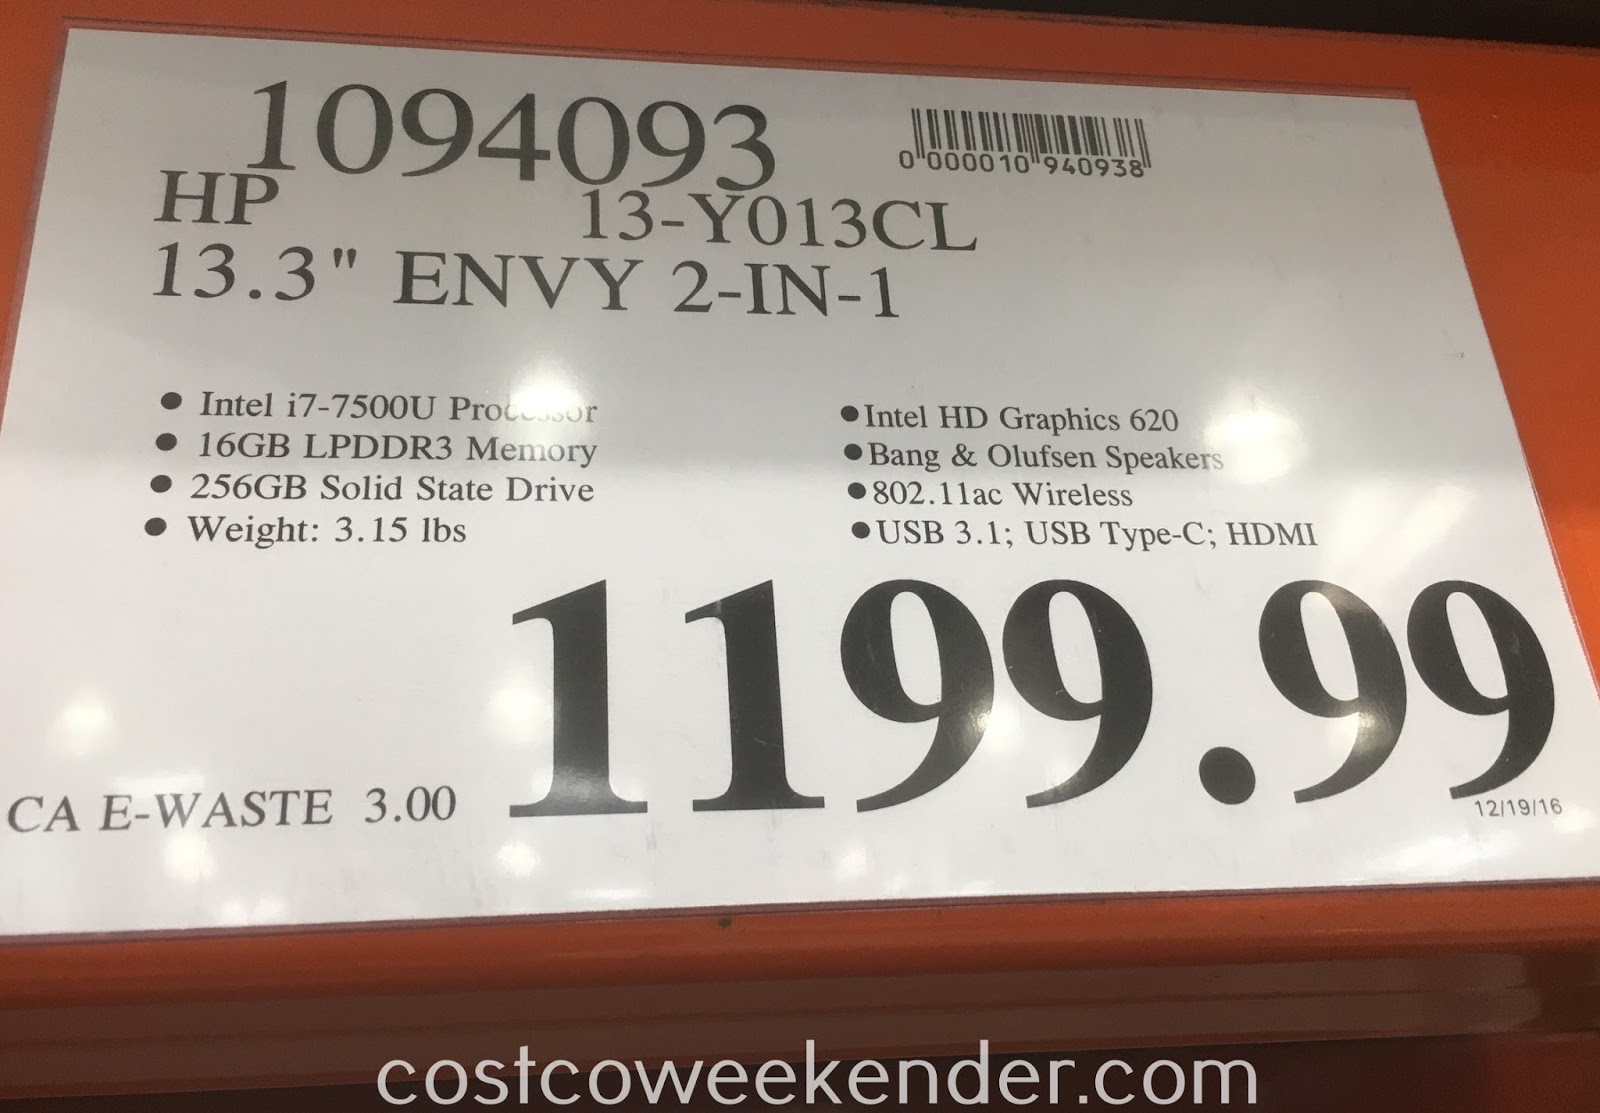 1094093
0 000010 940938
HP 13-Y013CL
13.3" ENVY 2-IN-1
• Intel i7-7500U Processor
• 16GB LPDDR3 Memory
• 256GB Solid State Drive
• Weight: 3.15 lbs
• Intel HD Graphics 620
• Bang & Olufsen Speakers
• 802.11ac Wireless
• USB 3.1; USB Type-C; HDMI
1199.99
CA E-WASTE 3.00
12/19/16
costcoweekender.com